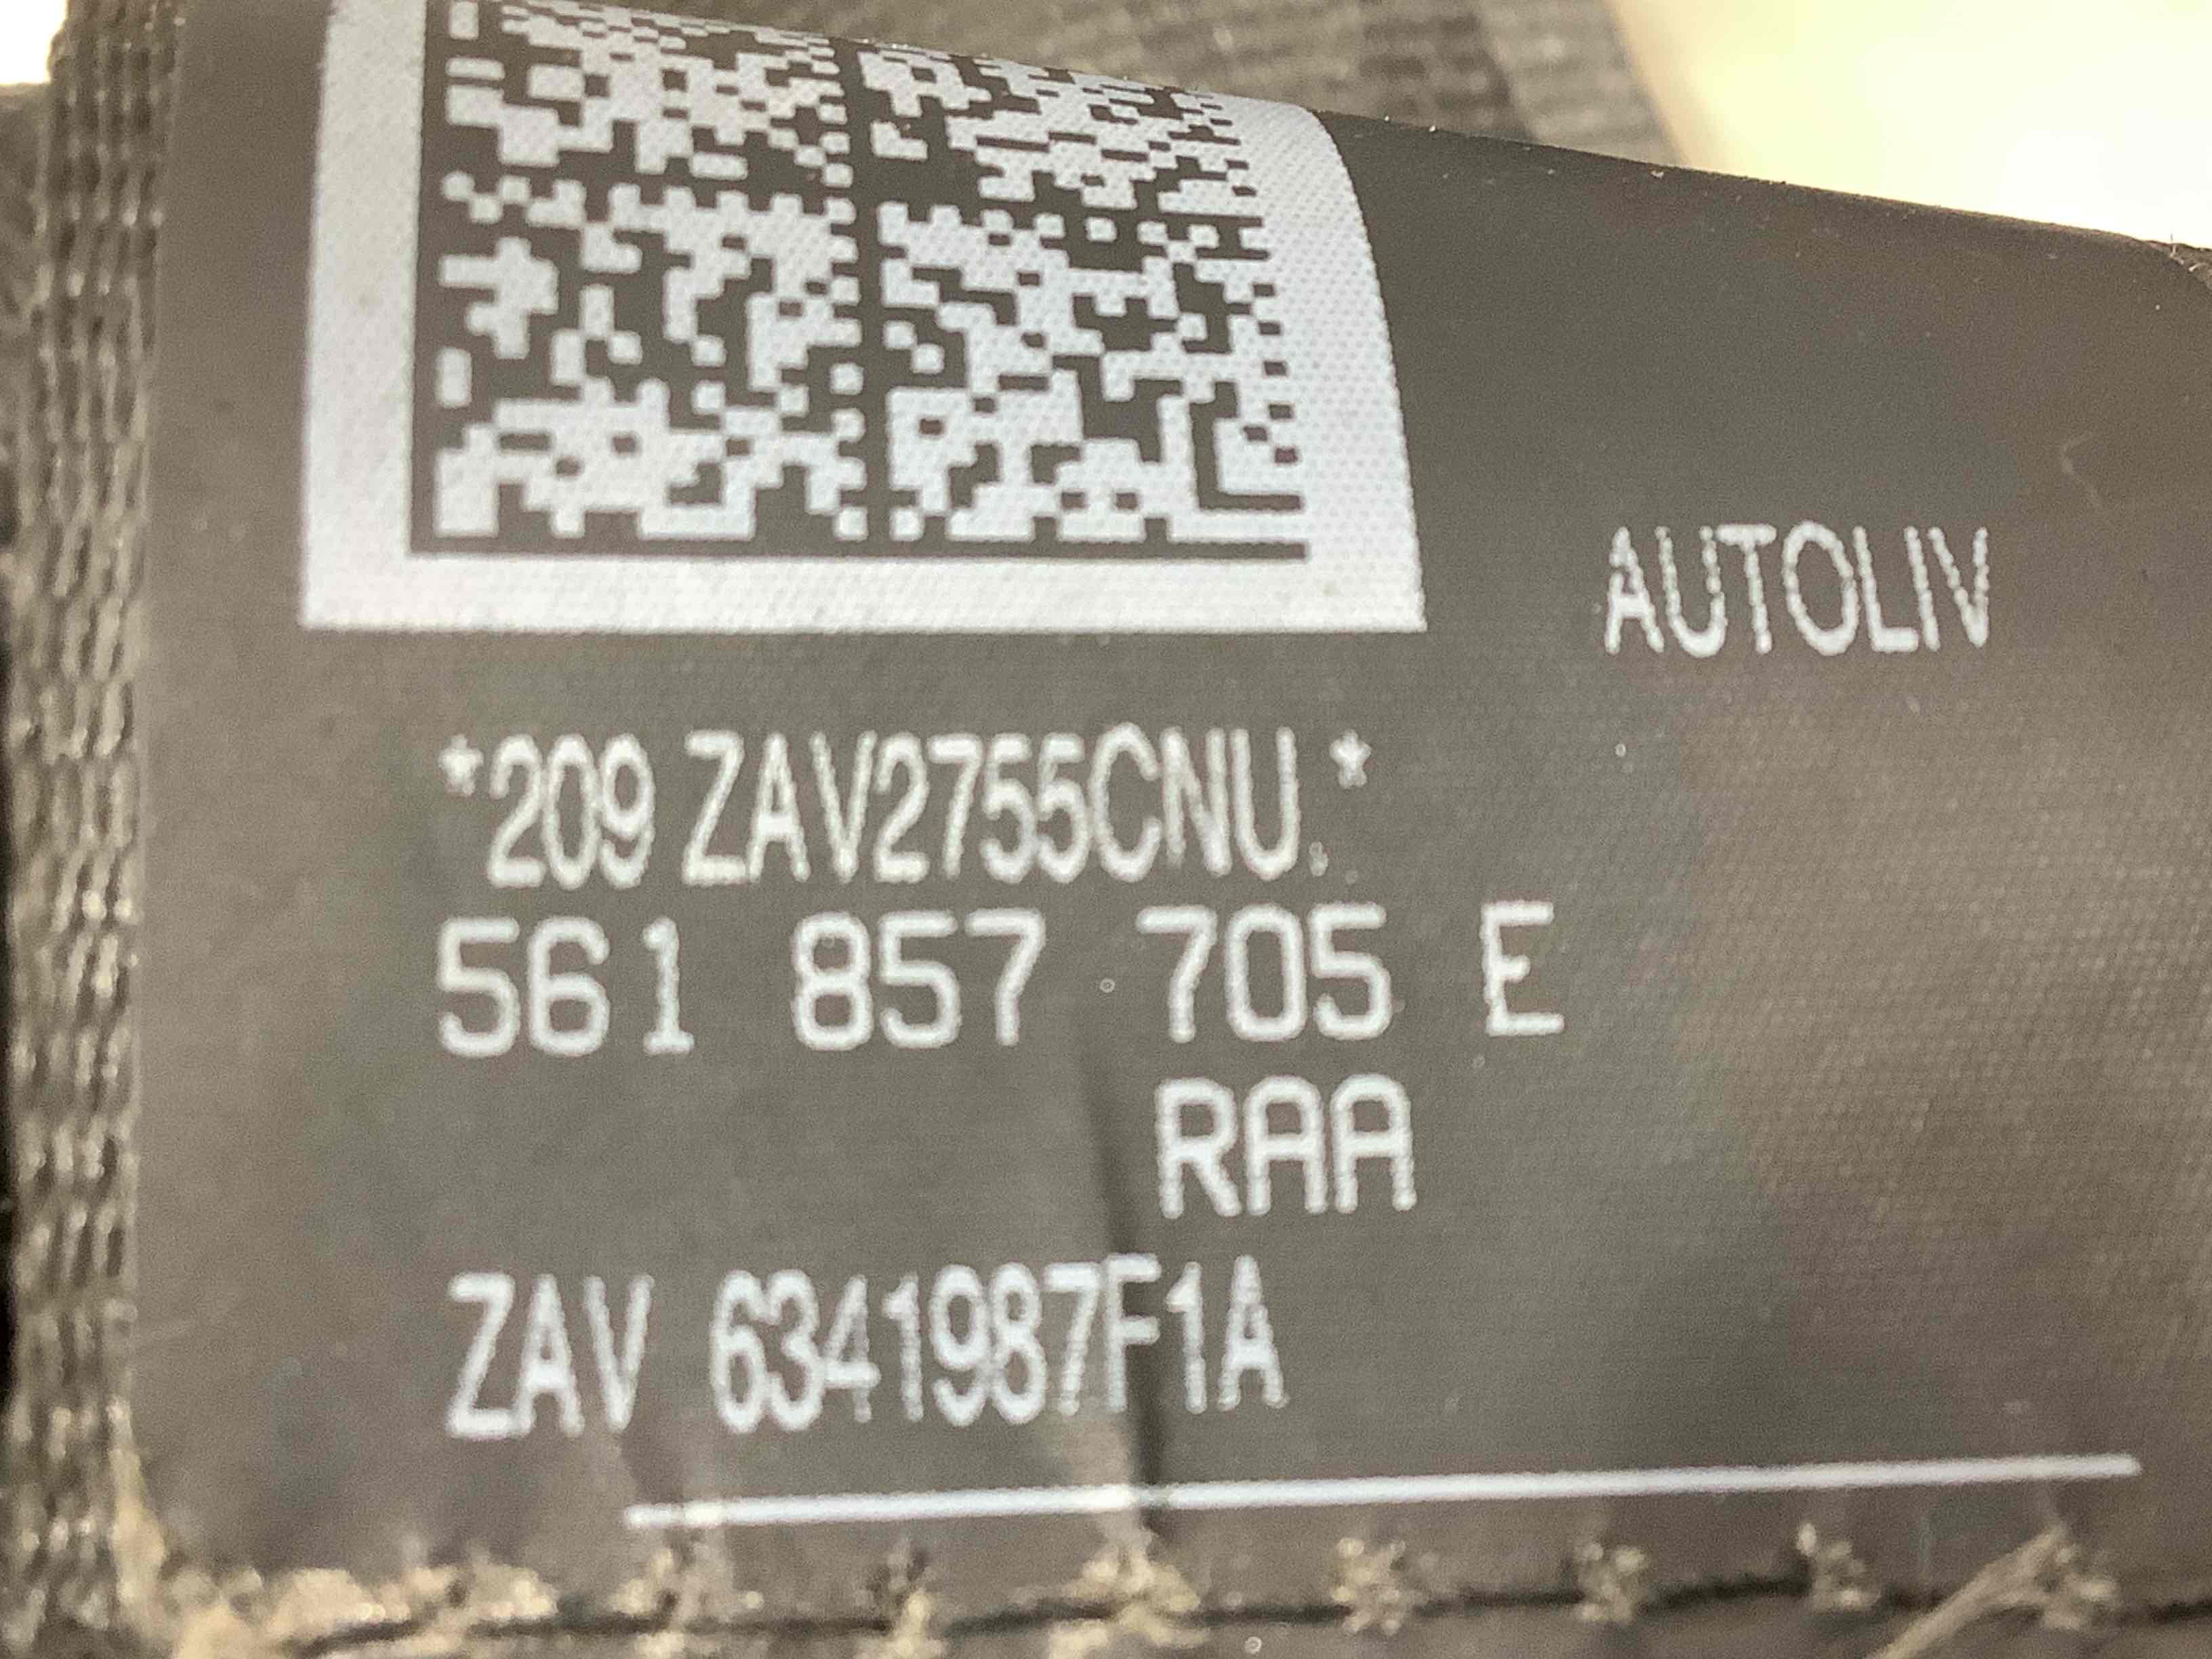 AUTOLIV
*209 ZAV2755CNU.*
561 857 705 E
RAA
ZAV 6341987F1A